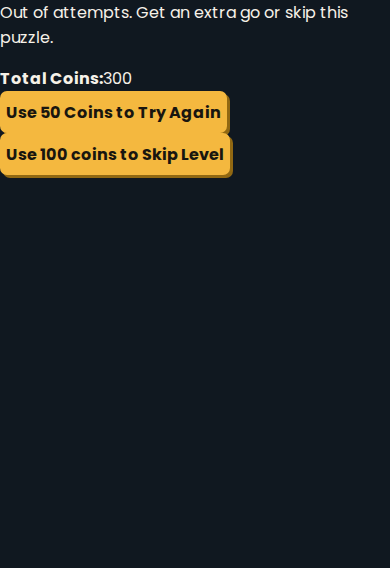 Out of attempts. Get an extra go or skip this
puzzle.
Total Coins:300
Use 50 Coins to Try Again
Use 100 coins to Skip Level